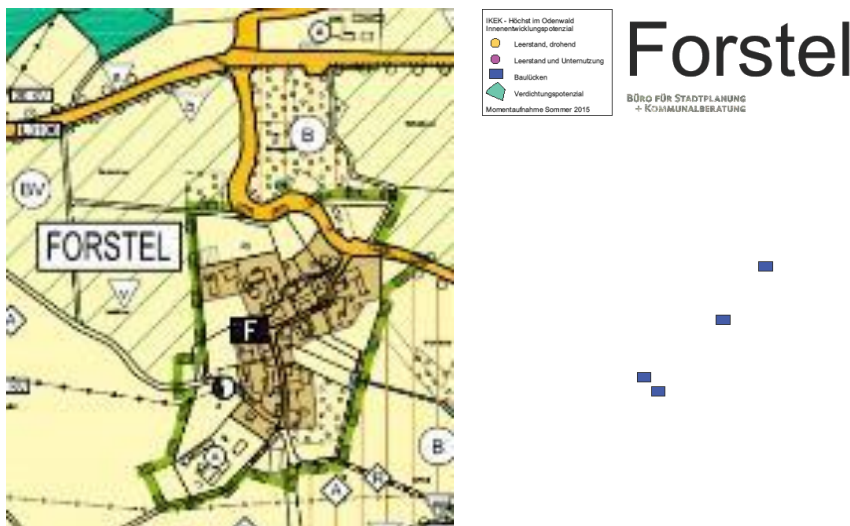 FORSTEL
F
B
B
BW
A
IKEK - Höchst im Odenwald
Innenentwicklungspotenzial
Leerstand, drohend
Leerstand und Unternutzung
Baulücken
Verdichtungspotenzial
Momentaufnahme Sommer 2015
Forstel
BÜRO FÜR STADTPLANUNG
+ KOMMUNALBERATUNG